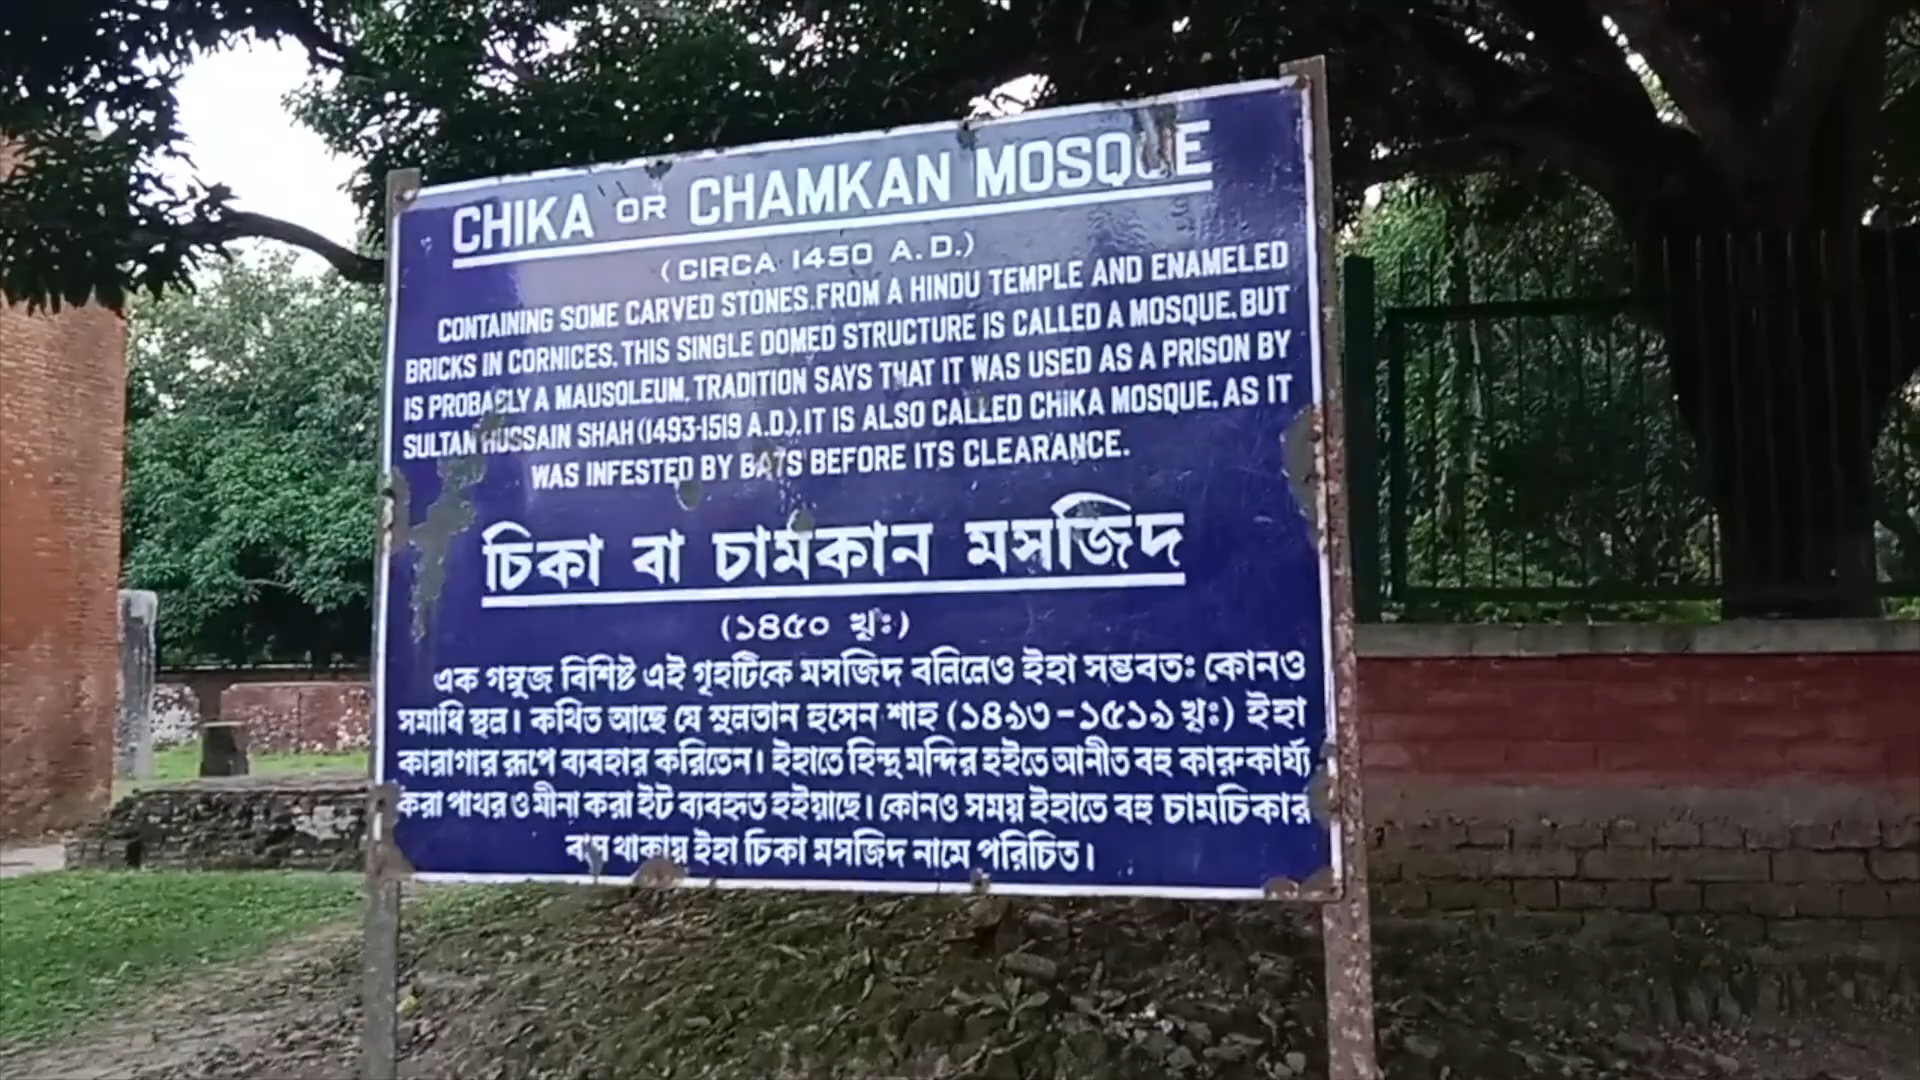 CHIKA OR CHAMKAN MOSQUE
(CIRCA 1450 A.D.)
CONTAINING SOME CARVED STONES FROM A HINDU TEMPLE AND ENAMELED
BRICKS IN CORNICES, THIS SINGLE DOMED STRUCTURE IS CALLED A MOSQUE, BUT
IS PROBABLY A MAUSOLEUM. TRADITION SAYS THAT IT WAS USED AS A PRISON BY
SULTAN HUSSAIN SHAH (1493-1519 A.D.). IT IS ALSO CALLED CHIKA MOSQUE, AS IT
WAS INFESTED BY BATS BEFORE ITS CLEARANCE.
চিকা বা চামকান মসজিদ
(১৪৫০ খৃঃ)
এক গম্বুজ বিশিষ্ট এই গৃহটিকে মসজিদ বলিলেও ইহা সম্ভবতঃ কোনও
সমাধি স্থল। কথিত আছে যে সুলতান হুসেন শাহ (১৪৯৩-১৫১৯ খৃঃ) ইহা
কারাগার রূপে ব্যবহার করিতেন। ইহাতে হিন্দু মন্দির হইতে আনীত বহু কারুকার্য্য
করা পাথর ও মীনা করা ইট ব্যবহৃত হইয়াছে। কোনও সময় ইহাতে বহু চামচিকার
বাস থাকায় ইহা চিকা মসজিদ নামে পরিচিত।